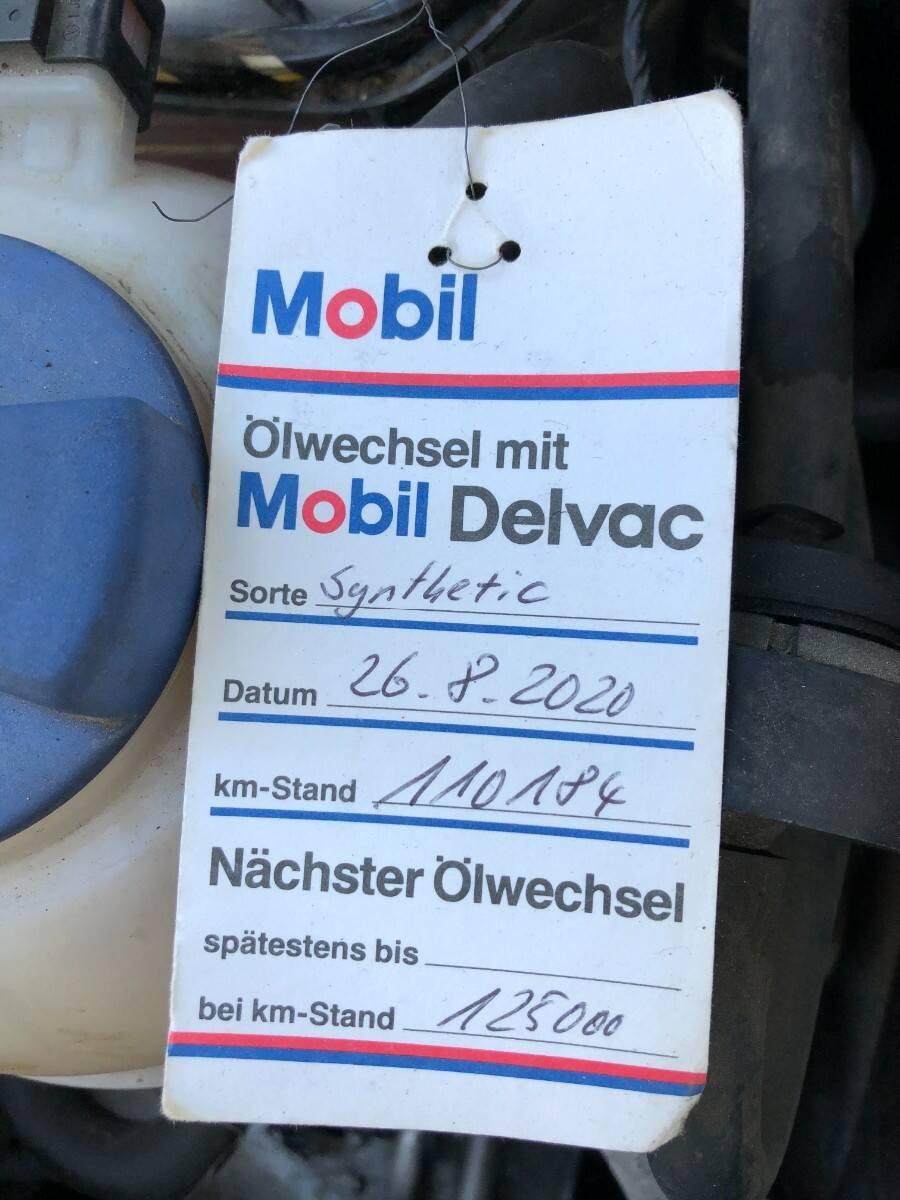 Mobil
Ölwechsel mit
Mobil Delvac
Sorte Synthetic
Datum 26.8.2020
km-Stand 110184
Nächster Ölwechsel
spätestens bis
bei km-Stand 125000